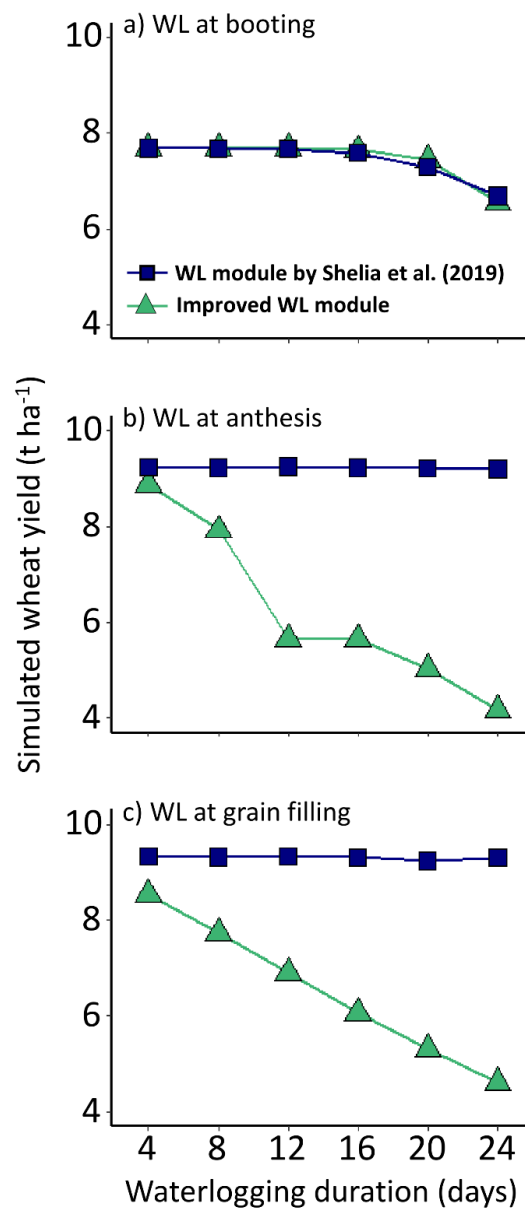 a) WL at booting
10
8
6
4
WL module by Shelia et al. (2019)
Improved WL module
b) WL at anthesis
10
8
6
4
c) WL at grain filling
10
8
6
4
4 8 12 16 20 24
Waterlogging duration (days)
Simulated wheat yield (t ha⁻¹)